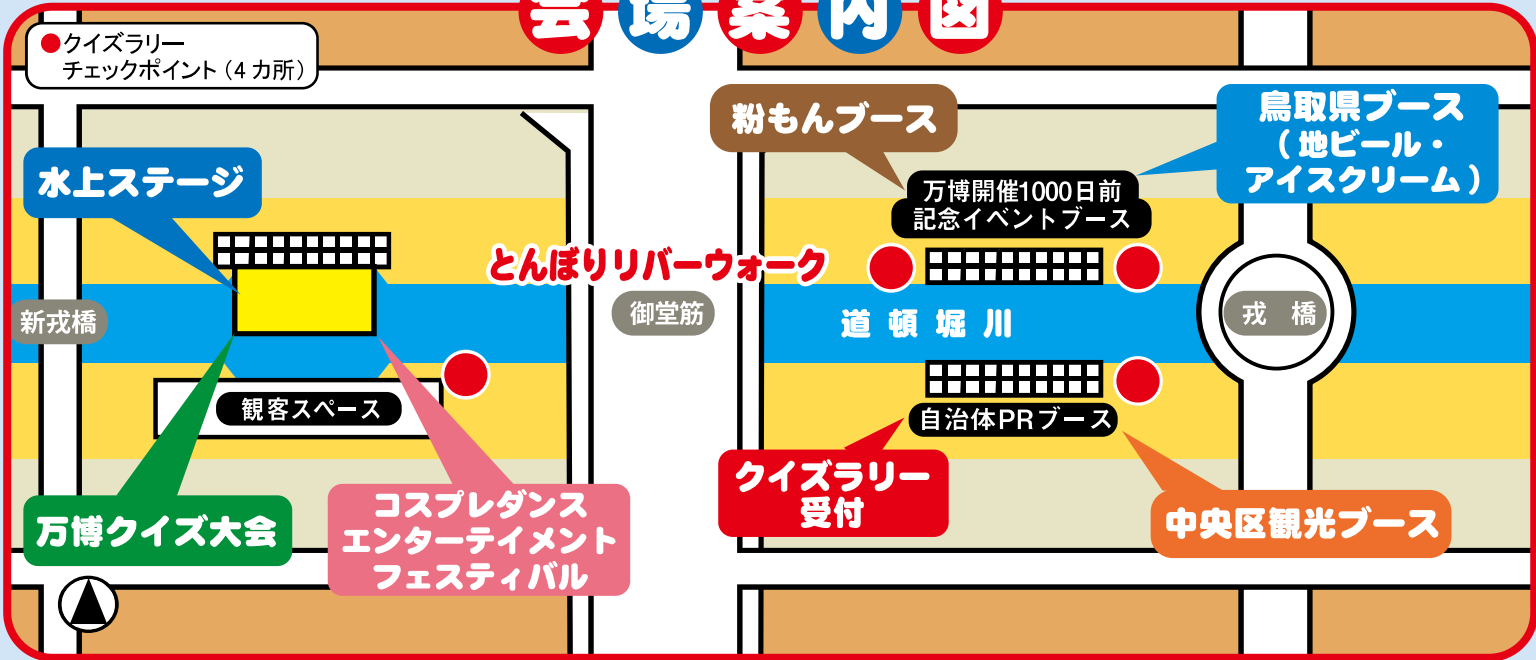 会場案内図
●クイズラリー
チェックポイント（4カ所）
水上ステージ
粉もんブース
鳥取県ブース
（地ビール・
アイスクリーム）
万博開催1000日前
記念イベントブース
とんぼりリバーウォーク
新戎橋
御堂筋
道頓堀川
戎橋
観客スペース
自治体PRブース
クイズラリー
受付
万博クイズ大会
コスプレダンス
エンターテイメント
フェスティバル
中央区観光ブース